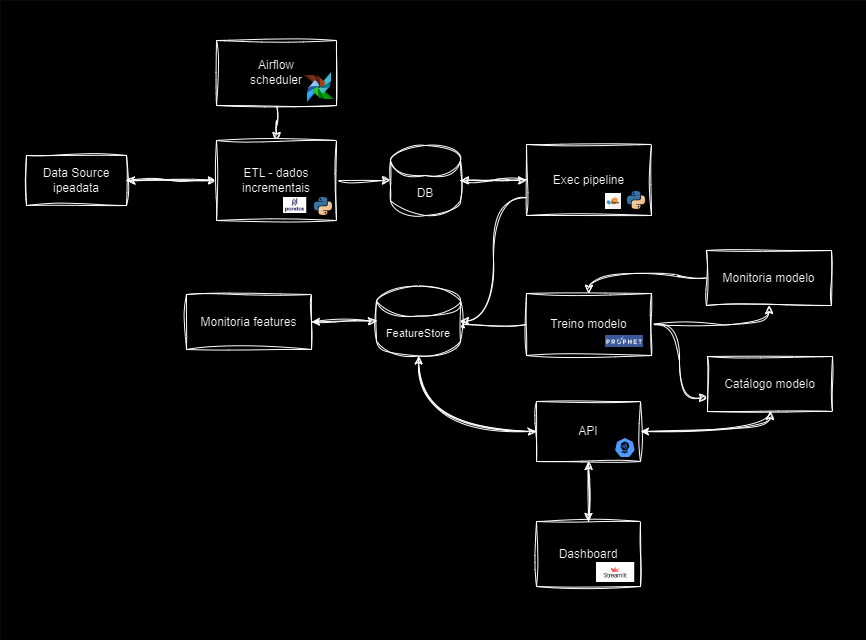 Airflow
scheduler
Data Source
ipeadata
ETL - dados
incrementais
pandas
DB
Exec pipeline
Monitoria features
FeatureStore
Treino modelo
PROPHET
Monitoria modelo
Catálogo modelo
API
Dashboard
Streamlit